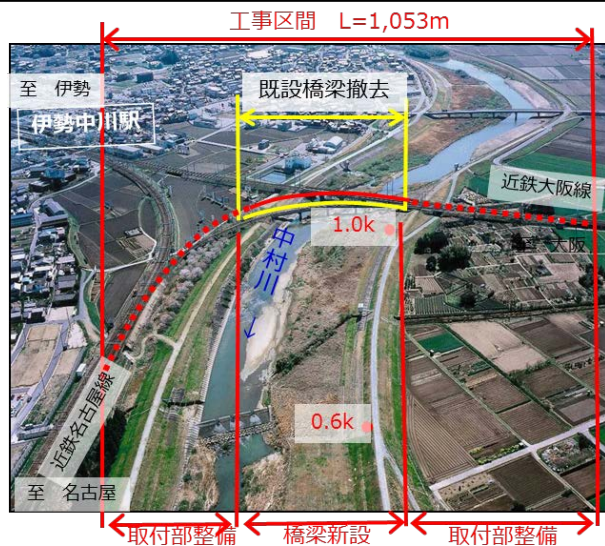 工事区間 L=1,053m
至 伊勢
既設橋梁撤去
伊勢中川駅
近鉄大阪線
1.0k
至 大阪
中村川
↓
0.6k
近鉄名古屋線
至 名古屋
取付部整備 橋梁新設 取付部整備